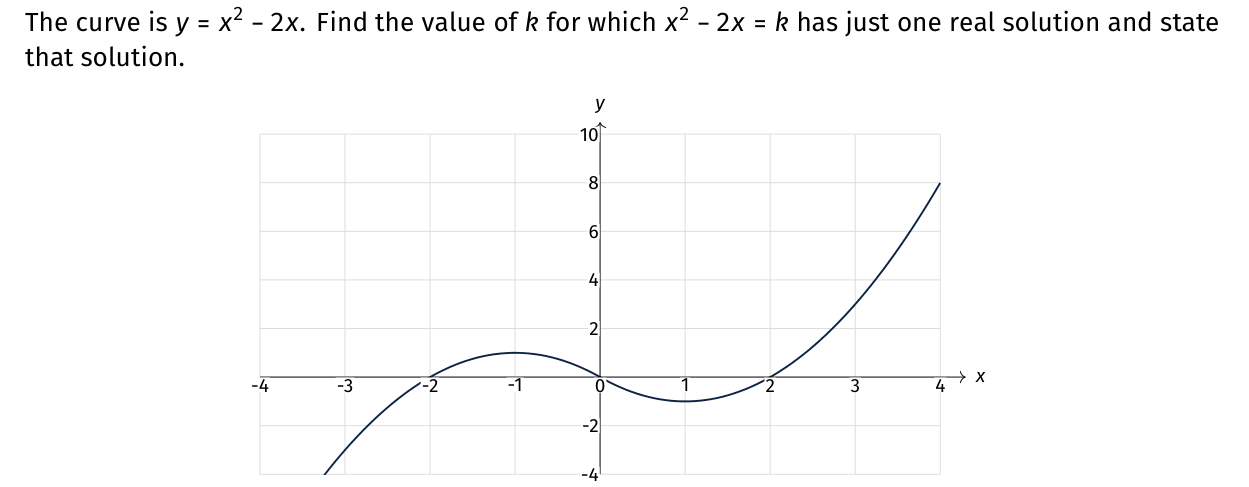 The curve is y = x² – 2x. Find the value of k for which x² – 2x = k has just one real solution and state
that solution.
y
10
8
6
4
2
-4 -3 -2 -1 0 1 2 3 4 x
-2
-4